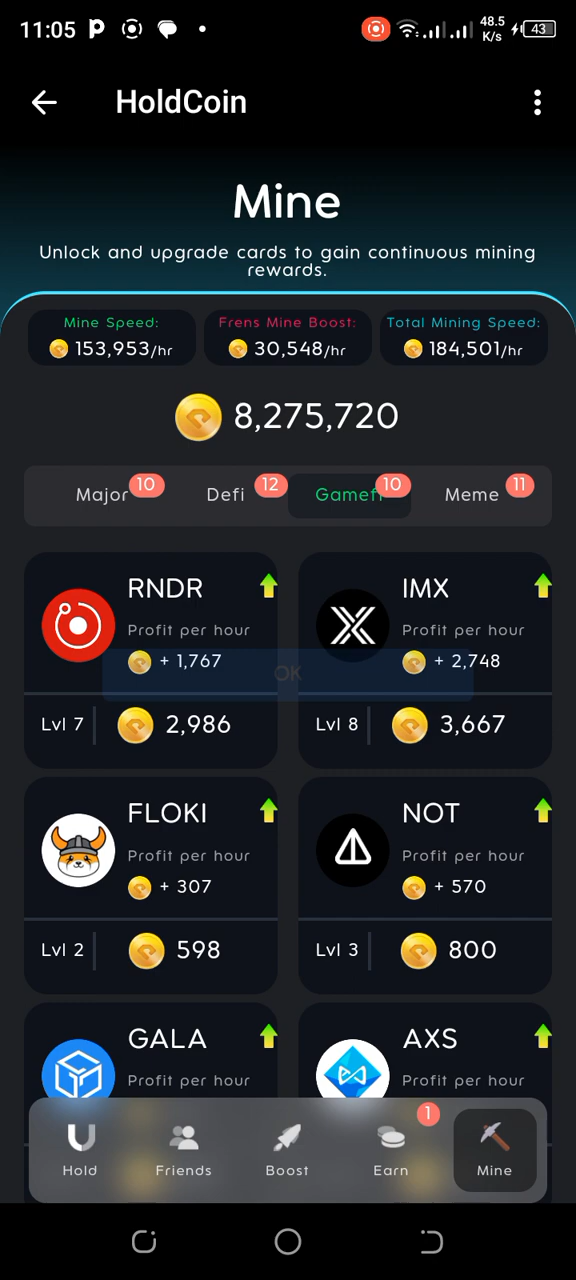 11:05
48.5
K/s
43
HoldCoin
Mine
Unlock and upgrade cards to gain continuous mining
rewards.
Mine Speed:
153,953/hr
Frens Mine Boost:
30,548/hr
Total Mining Speed:
184,501/hr
8,275,720
Major
10
Defi
12
Gamefi
10
Meme
11
RNDR
Profit per hour
+ 1,767
Lvl 7
2,986
IMX
Profit per hour
+ 2,748
Lvl 8
3,667
OK
FLOKI
Profit per hour
+ 307
Lvl 2
598
NOT
Profit per hour
+ 570
Lvl 3
800
GALA
Profit per hour
AXS
Profit per hour
Hold
Friends
Boost
Earn
1
Mine